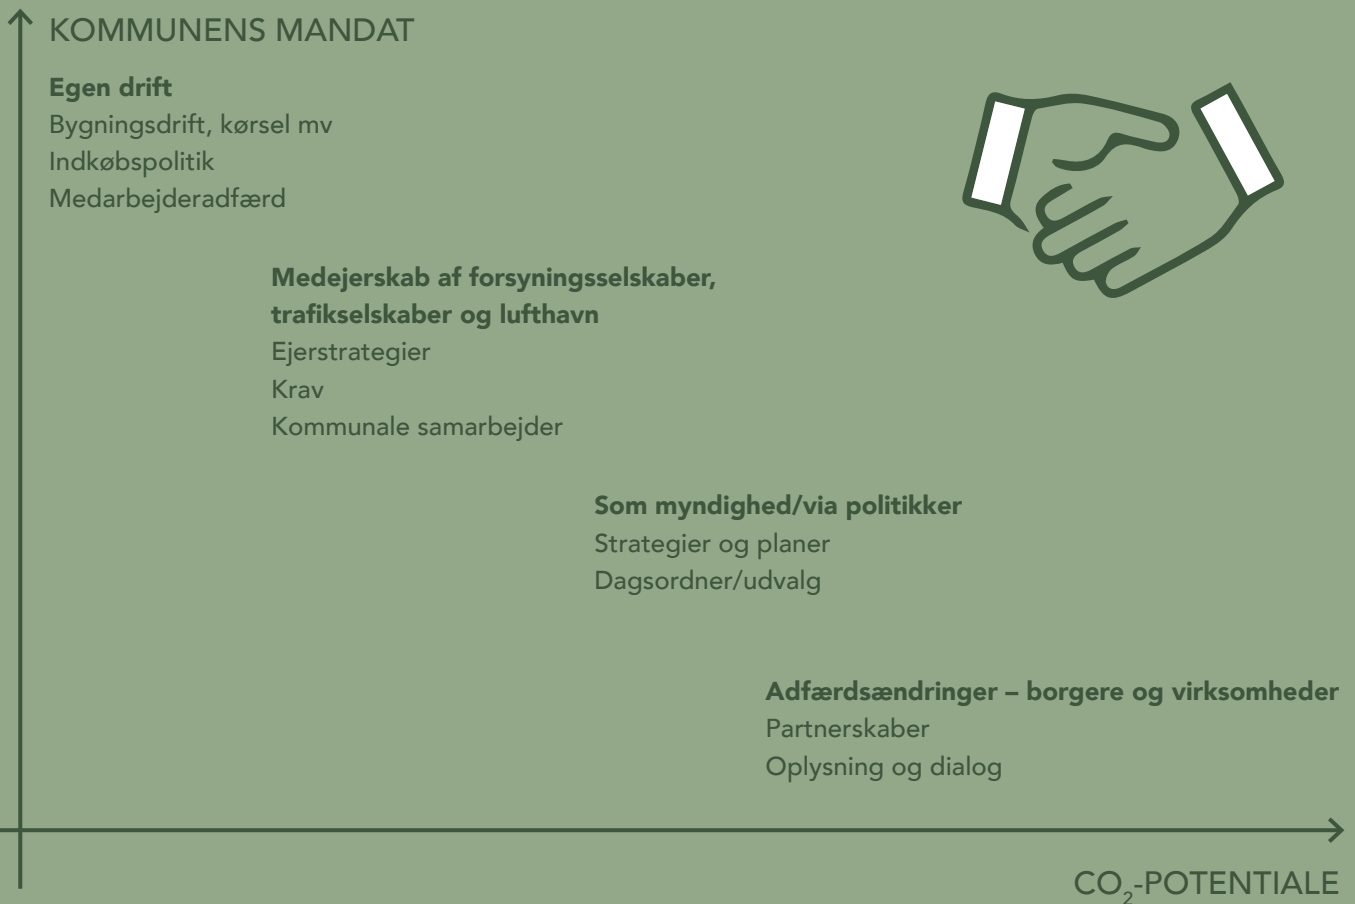 KOMMUNENS MANDAT
Egen drift
Bygningsdrift, kørsel mv
Indkøbspolitik
Medarbejderadfærd
Medejerskab af forsyningsselskaber,
trafikselskaber og lufthavn
Ejerstrategier
Krav
Kommunale samarbejder
Som myndighed/via politikker
Strategier og planer
Dagsordner/udvalg
Adfærdsændringer – borgere og virksomheder
Partnerskaber
Oplysning og dialog
CO₂-POTENTIALE